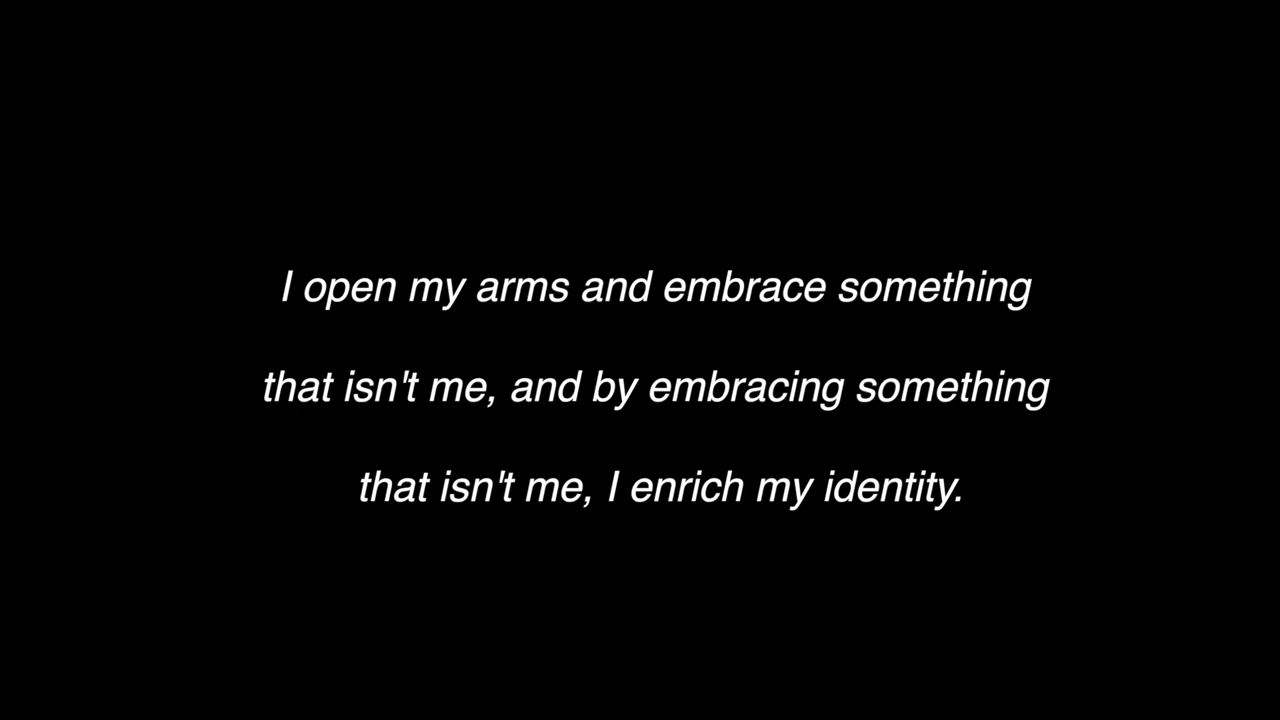 I open my arms and embrace something
that isn't me, and by embracing something
that isn't me, I enrich my identity.